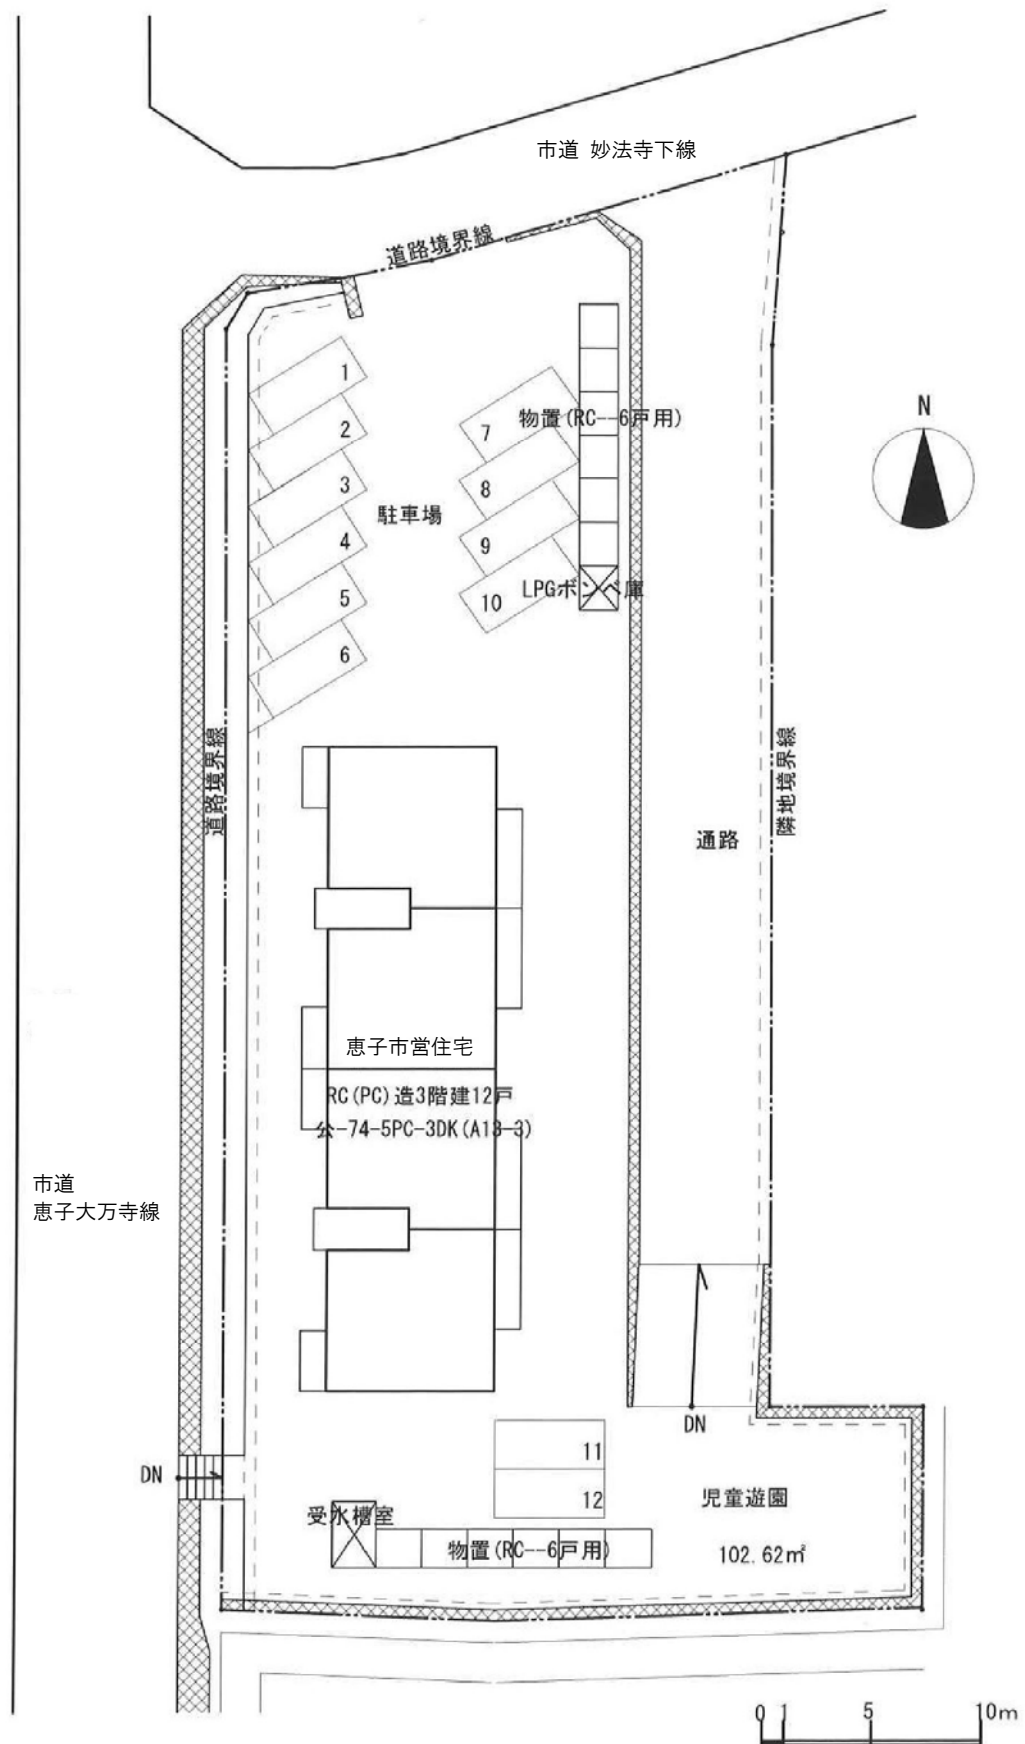 市道 妙法寺下線
道路境界線
1
2
3
4
5
6
7
8
9
10
物置(RC--6戸用)
駐車場
LPGボンベ庫
N
道路境界線
隣地境界線
通路
恵子市営住宅
RC(PC)造3階建12戸
公-74-5PC-3DK(A13-3)
市道
恵子大万寺線
DN
DN
11
12
児童遊園
102.62㎡
受水槽室
物置(RC--6戸用)
0 1 5 10m